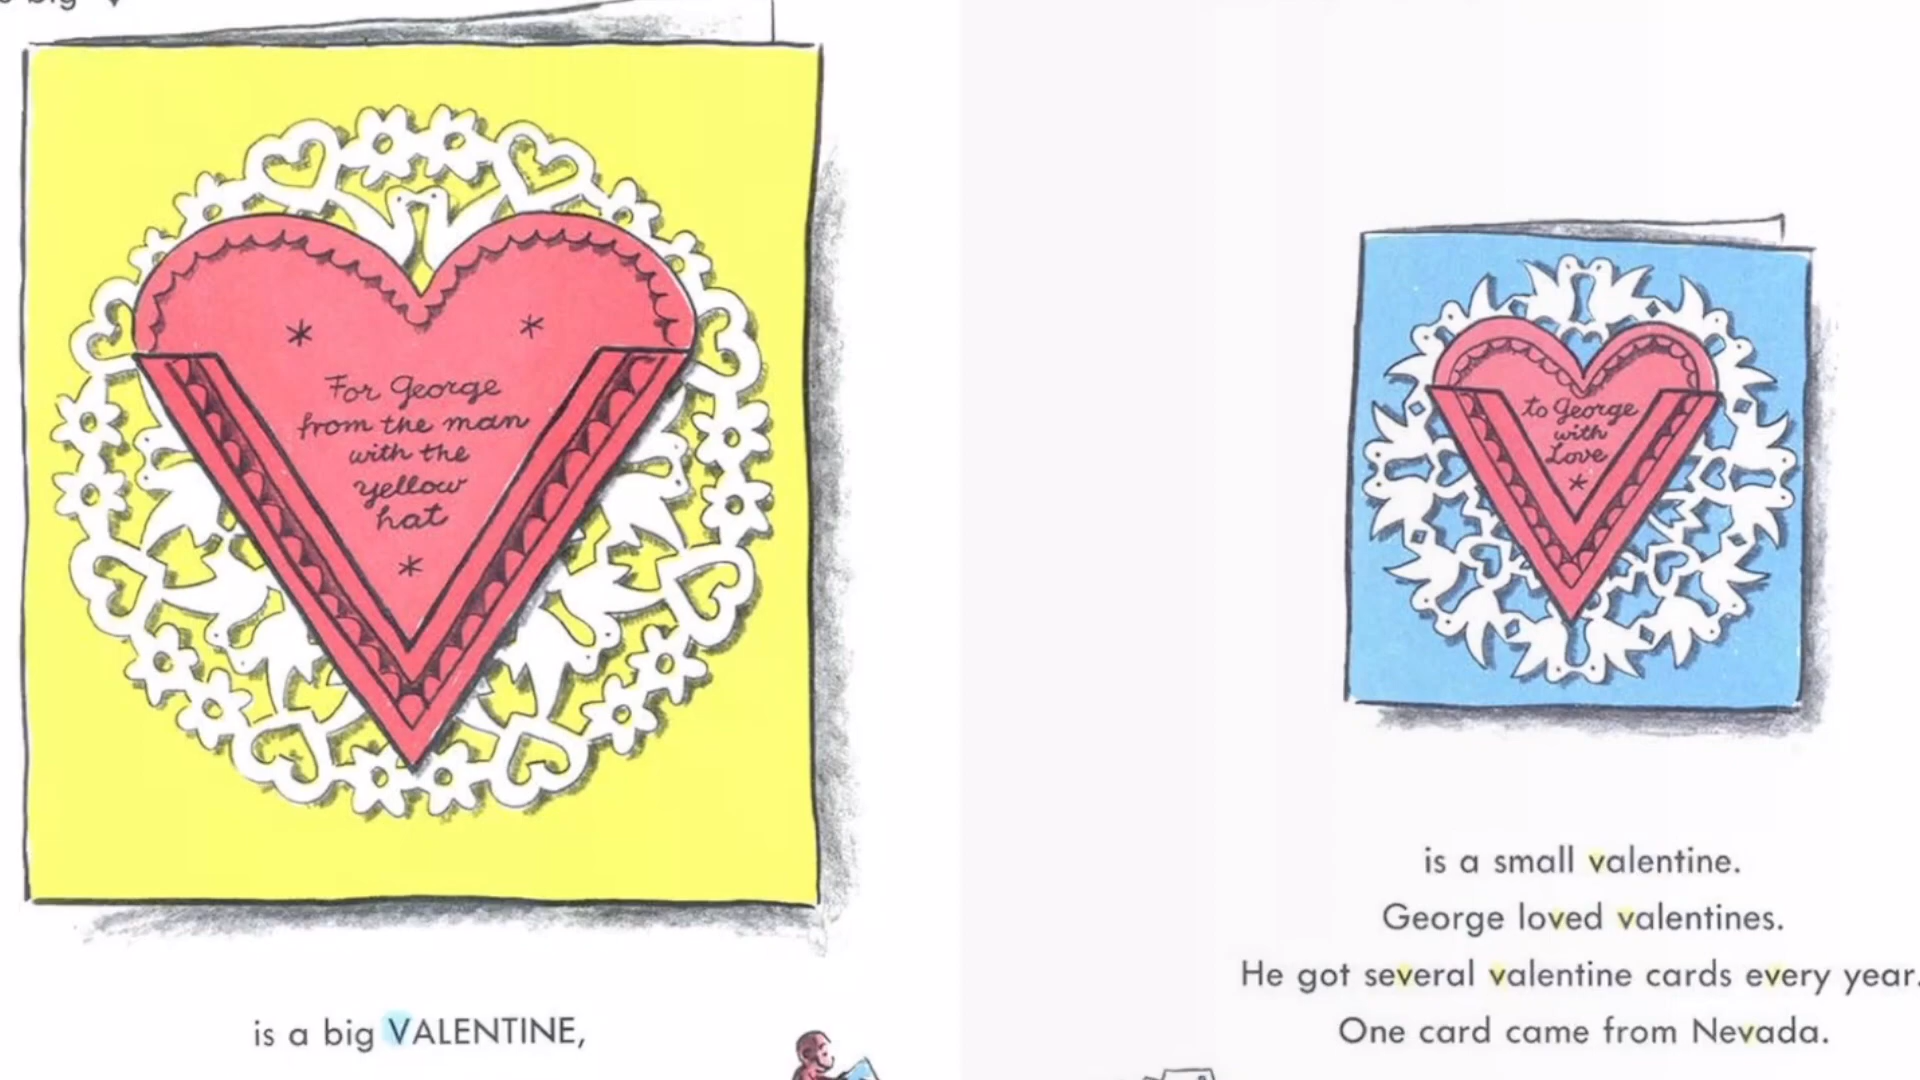 big V
For George
from the man
with the
yellow
hat
is a big VALENTINE,
to George
with
Love
is a small valentine.
George loved valentines.
He got several valentine cards every year.
One card came from Nevada.